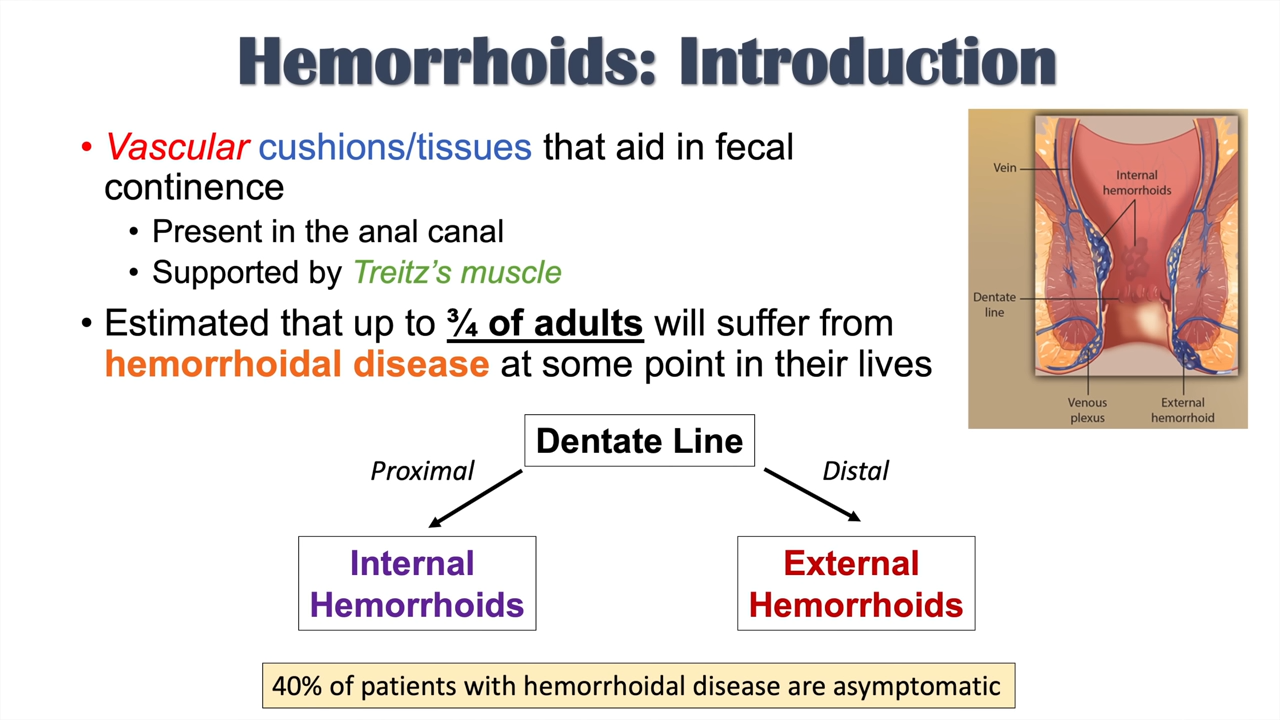 Hemorrhoids: Introduction
• Vascular cushions/tissues that aid in fecal
continence
• Present in the anal canal
• Supported by Treitz’s muscle
• Estimated that up to ¾ of adults will suffer from
hemorrhoidal disease at some point in their lives
Vein
Internal
hemorrhoids
Dentate
line
Venous
plexus
External
hemorrhoid
Dentate Line
Proximal
Distal
Internal
Hemorrhoids
External
Hemorrhoids
40% of patients with hemorrhoidal disease are asymptomatic